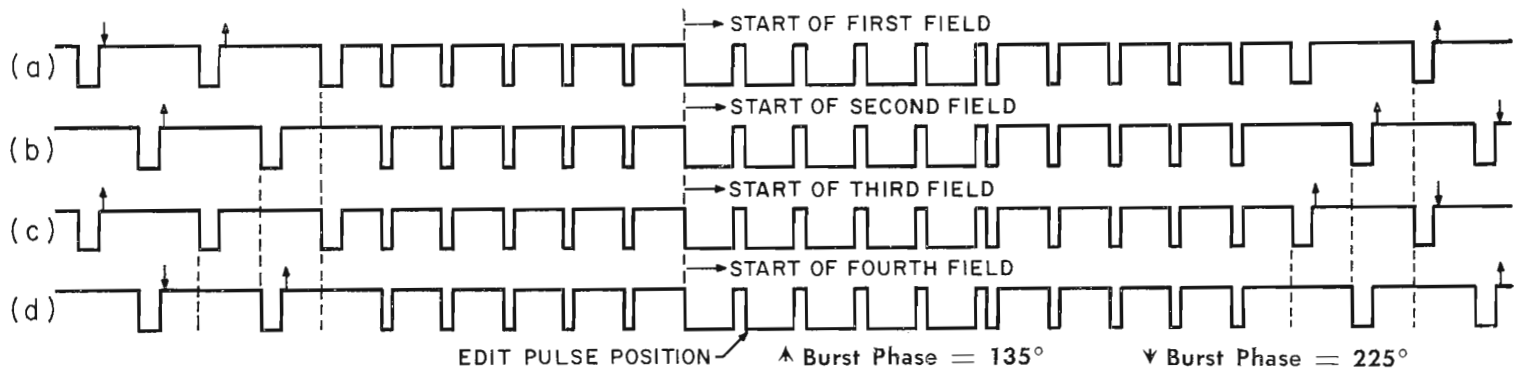 START OF FIRST FIELD
(a)
START OF SECOND FIELD
(b)
START OF THIRD FIELD
(c)
START OF FOURTH FIELD
(d)
EDIT PULSE POSITION Burst Phase = 135° Burst Phase = 225°